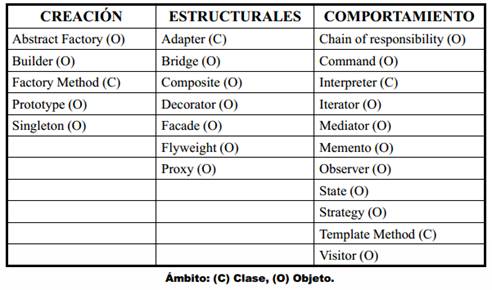 CREACIÓN ESTRUCTURALES COMPORTAMIENTO
Abstract Factory (O) Adapter (C) Chain of responsibility (O)
Builder (O) Bridge (O) Command (O)
Factory Method (C) Composite (O) Interpreter (C)
Prototype (O) Decorator (O) Iterator (O)
Singleton (O) Facade (O) Mediator (O)
Flyweight (O) Memento (O)
Proxy (O) Observer (O)
State (O)
Strategy (O)
Template Method (C)
Visitor (O)
Ámbito: (C) Clase, (O) Objeto.